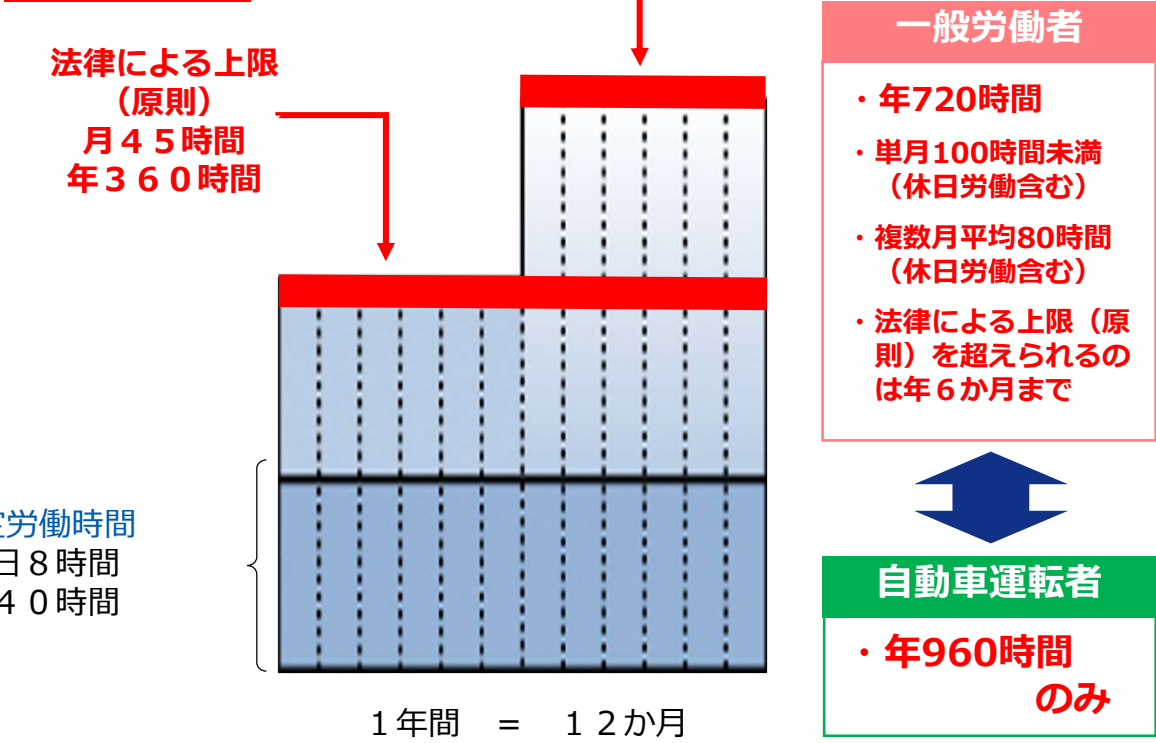 法律による上限
（原則）
月４５時間
年３６０時間
定労働時間
日８時間
４０時間
１年間　＝　１２か月
一般労働者
・年720時間
・単月100時間未満
（休日労働含む）
・複数月平均80時間
（休日労働含む）
・法律による上限（原
則）を超えられるの
は年６か月まで
自動車運転者
・年960時間
のみ